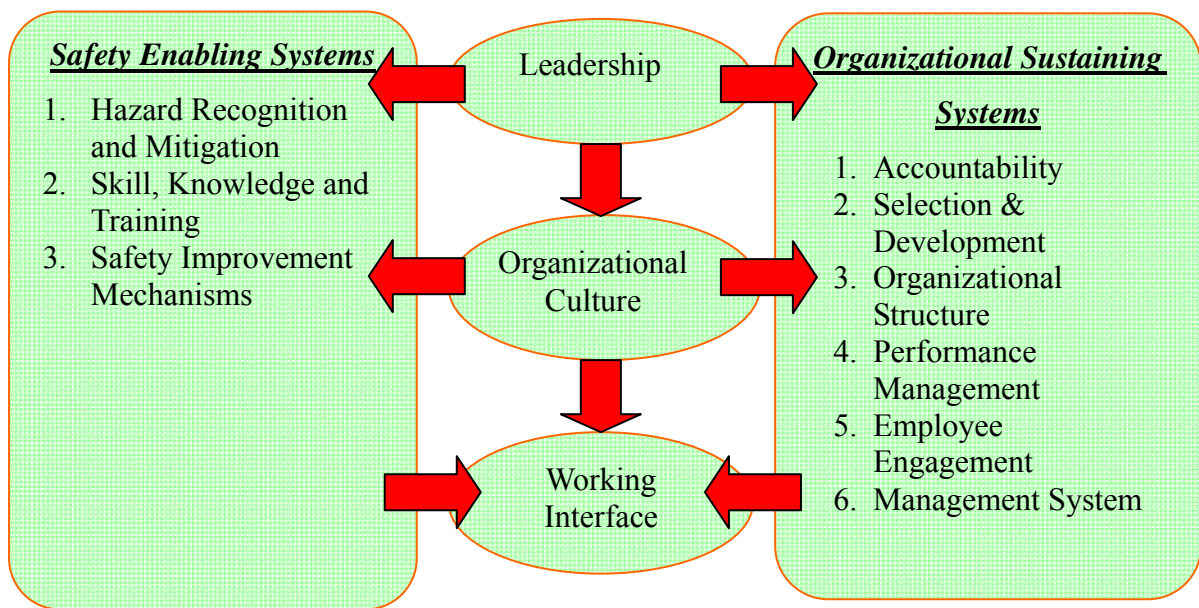 Safety Enabling Systems
1. Hazard Recognition
and Mitigation
2. Skill, Knowledge and
Training
3. Safety Improvement
Mechanisms
Leadership
Organizational
Culture
Working
Interface
Organizational Sustaining
Systems
1. Accountability
2. Selection &
Development
3. Organizational
Structure
4. Performance
Management
5. Employee
Engagement
6. Management System